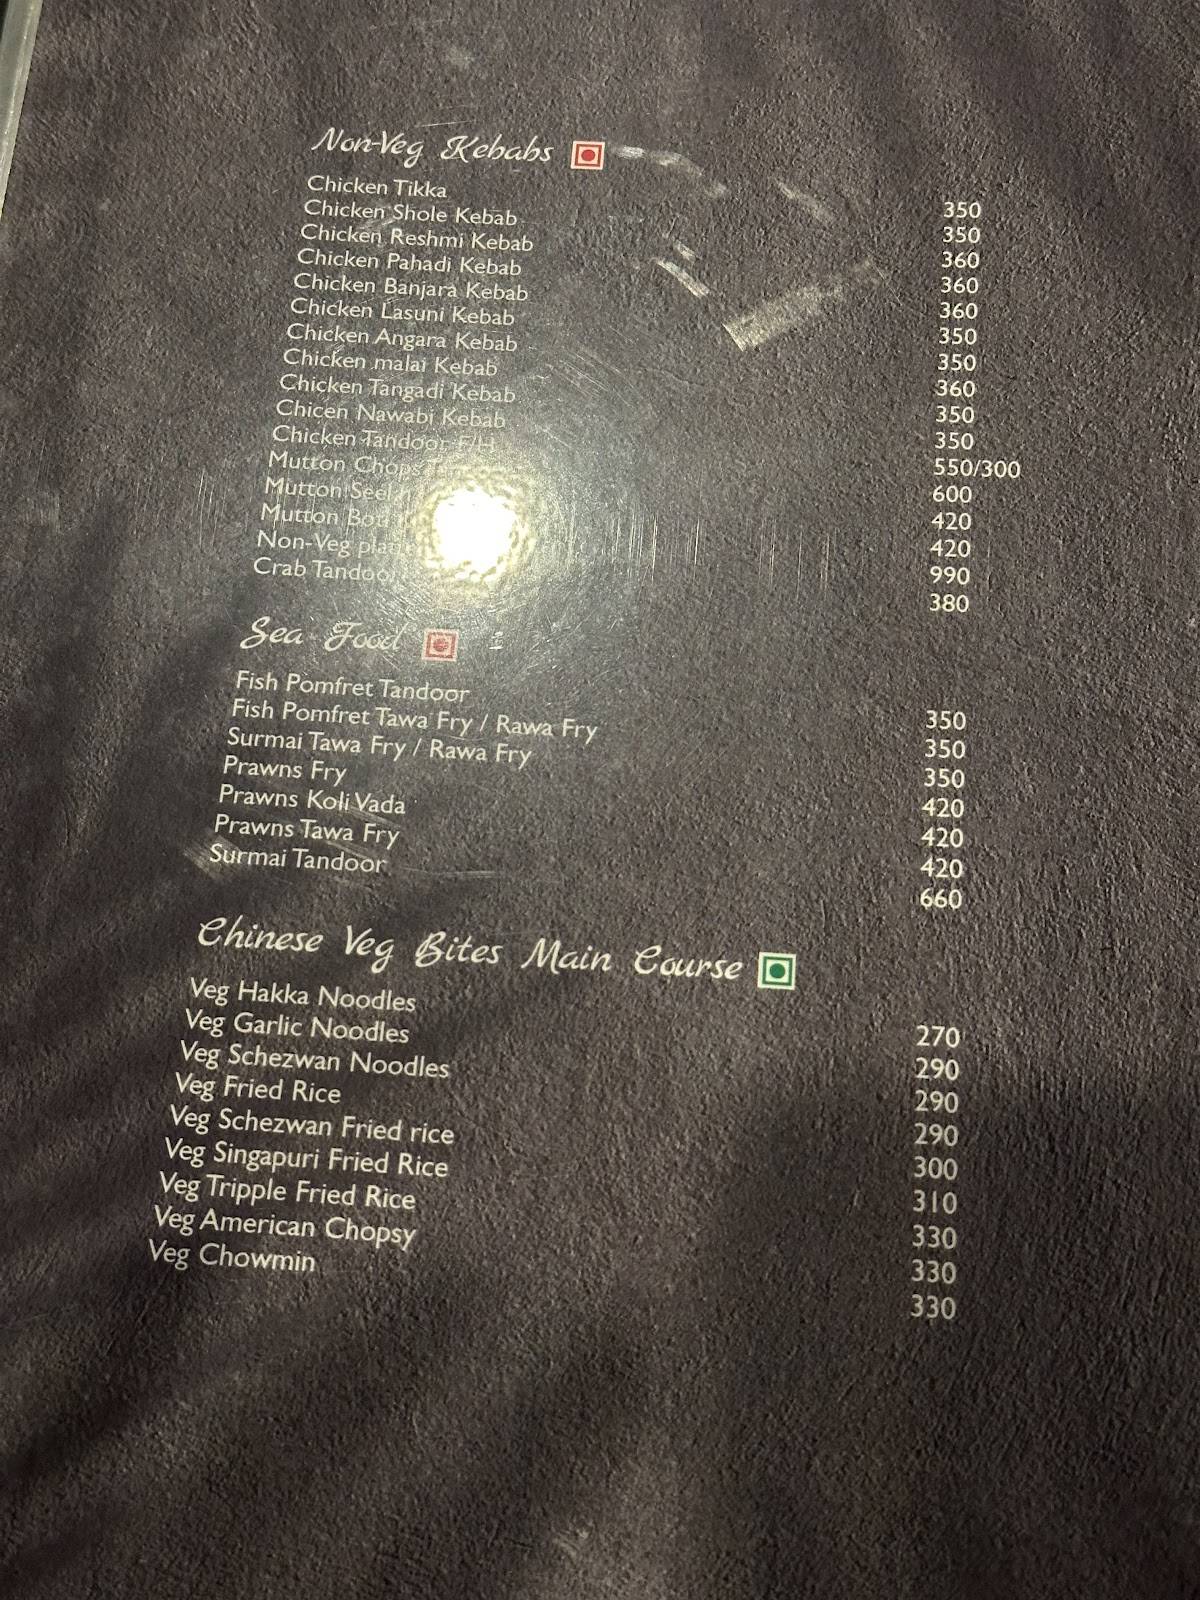 Non-Veg Kebabs
Chicken Tikka 350
Chicken Shole Kebab 350
Chicken Reshmi Kebab 360
Chicken Pahadi Kebab 360
Chicken Banjara Kebab 360
Chicken Lasuni Kebab 350
Chicken Angara Kebab 350
Chicken malai Kebab 360
Chicken Tangadi Kebab 350
Chicen Nawabi Kebab 350
Chicken Tandoor F/H 550/300
Mutton Chops 600
Mutton 420
Mutton 420
Non-Veg 990
Crab Tandoor 380
Sea Food
Fish Pomfret Tandoor 350
Fish Pomfret Tawa Fry / Rawa Fry 350
Surmai Tawa Fry / Rawa Fry 350
Prawns Fry 420
Prawns Koli Vada 420
Prawns Tawa Fry 420
Surmai Tandoor 660
Chinese Veg Bites Main Course
Veg Hakka Noodles 270
Veg Garlic Noodles 290
Veg Schezwan Noodles 290
Veg Fried Rice 290
Veg Schezwan Fried rice 300
Veg Singapuri Fried Rice 310
Veg Tripple Fried Rice 330
Veg American Chopsy 330
Veg Chowmin 330